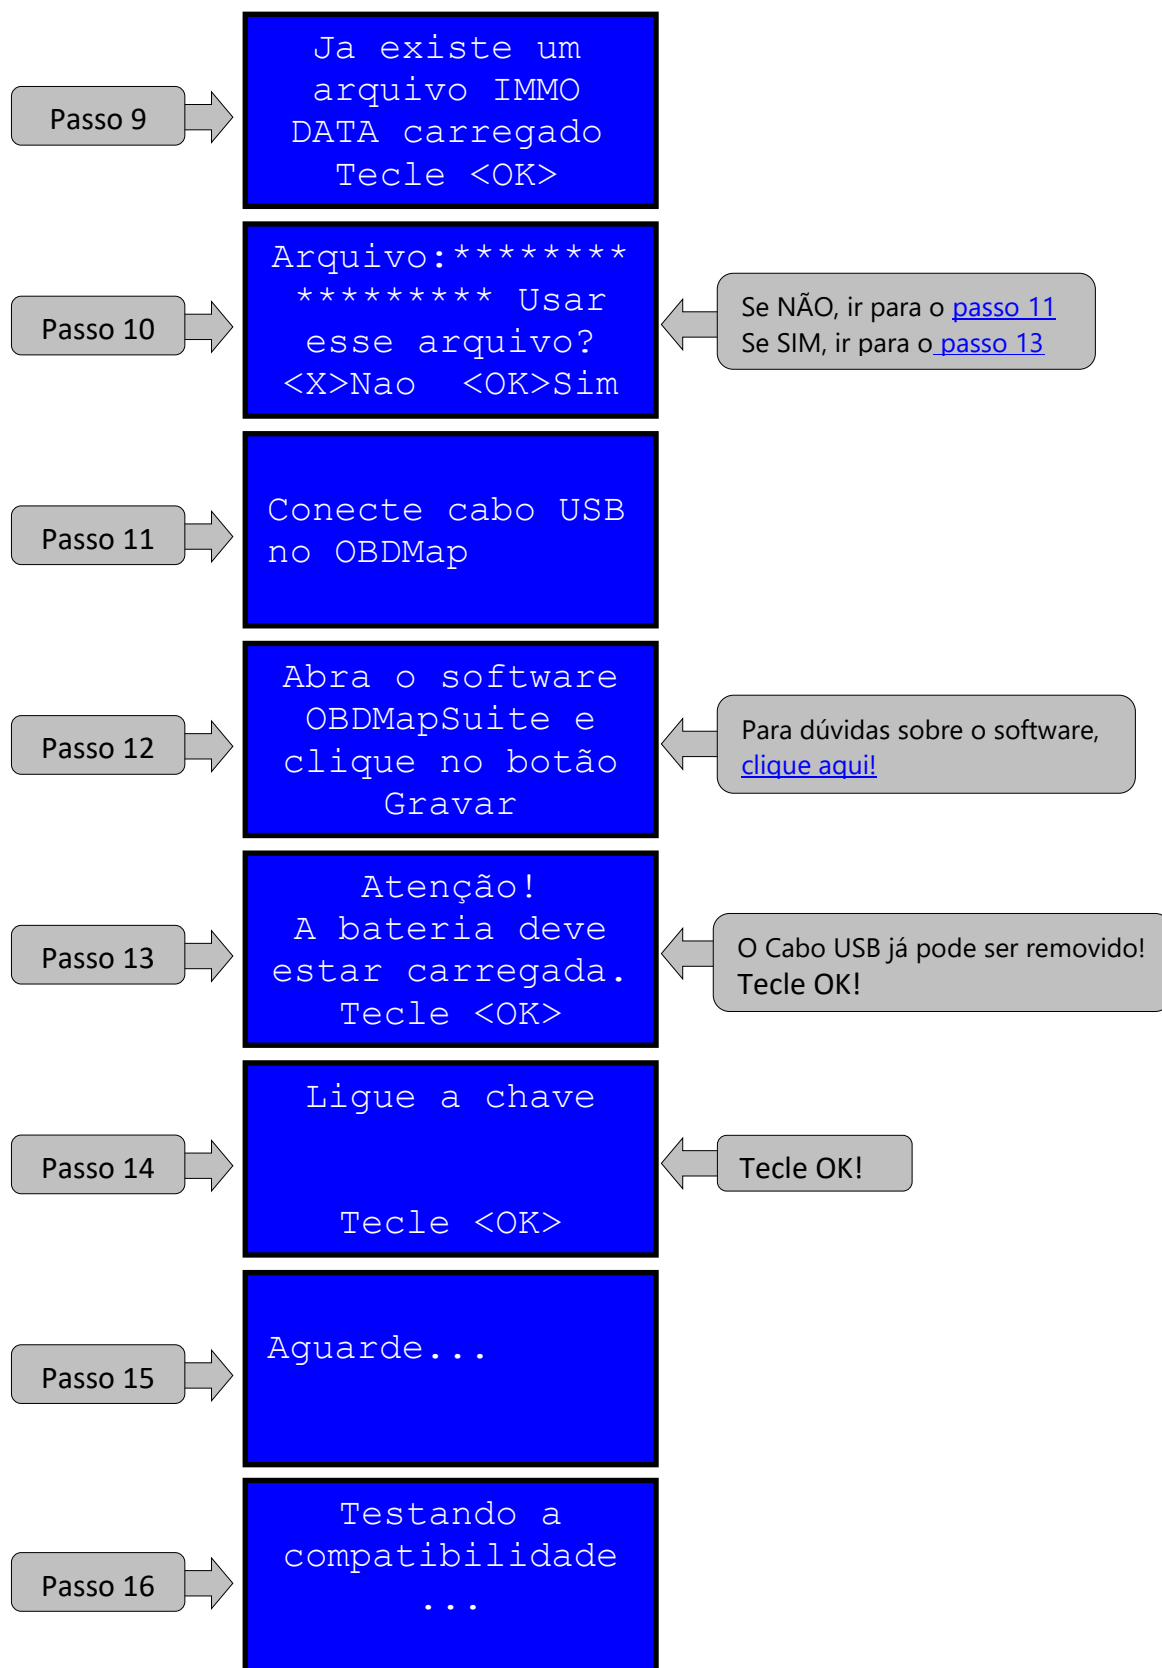 Passo 9
Ja existe um
arquivo IMMO
DATA carregado
Tecle <OK>
Passo 10
Arquivo:********
********* Usar
esse arquivo?
<X>Nao <OK>Sim
Se NÃO, ir para o passo 11
Se SIM, ir para o passo 13
Passo 11
Conecte cabo USB
no OBDMap
Passo 12
Abra o software
OBDMapSuite e
clique no botão
Gravar
Para dúvidas sobre o software,
clique aqui!
Passo 13
Atenção!
A bateria deve
estar carregada.
Tecle <OK>
O Cabo USB já pode ser removido!
Tecle OK!
Passo 14
Ligue a chave
Tecle <OK>
Tecle OK!
Passo 15
Aguarde...
Passo 16
Testando a
compatibilidade
...